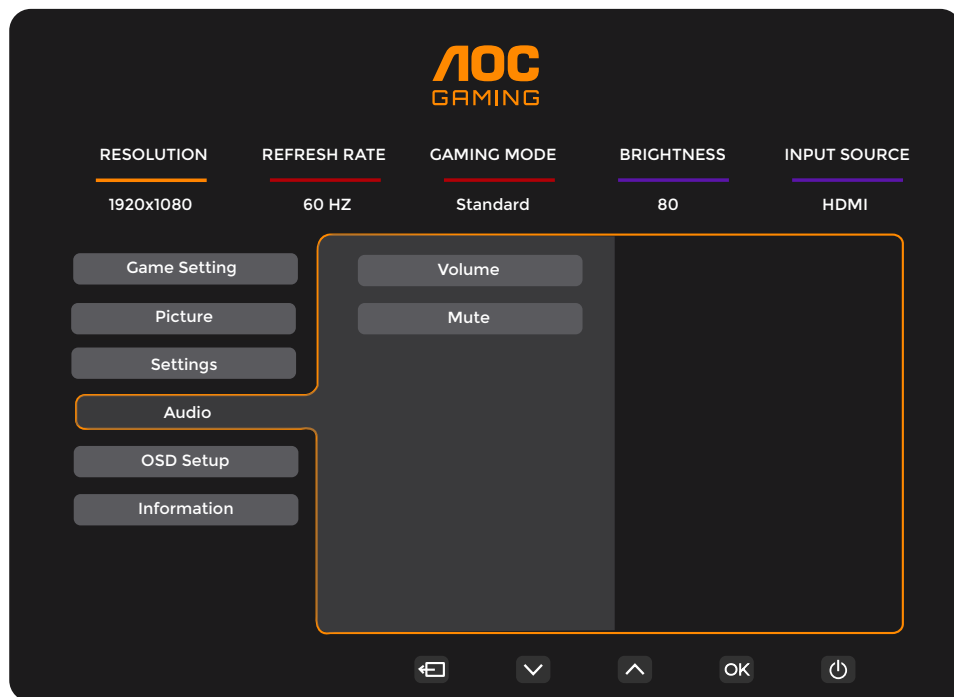 AOC
GAMING
RESOLUTION REFRESH RATE GAMING MODE BRIGHTNESS INPUT SOURCE
1920x1080 60 HZ Standard 80 HDMI
Game Setting
Picture
Settings
Audio
OSD Setup
Information
Volume
Mute
OK